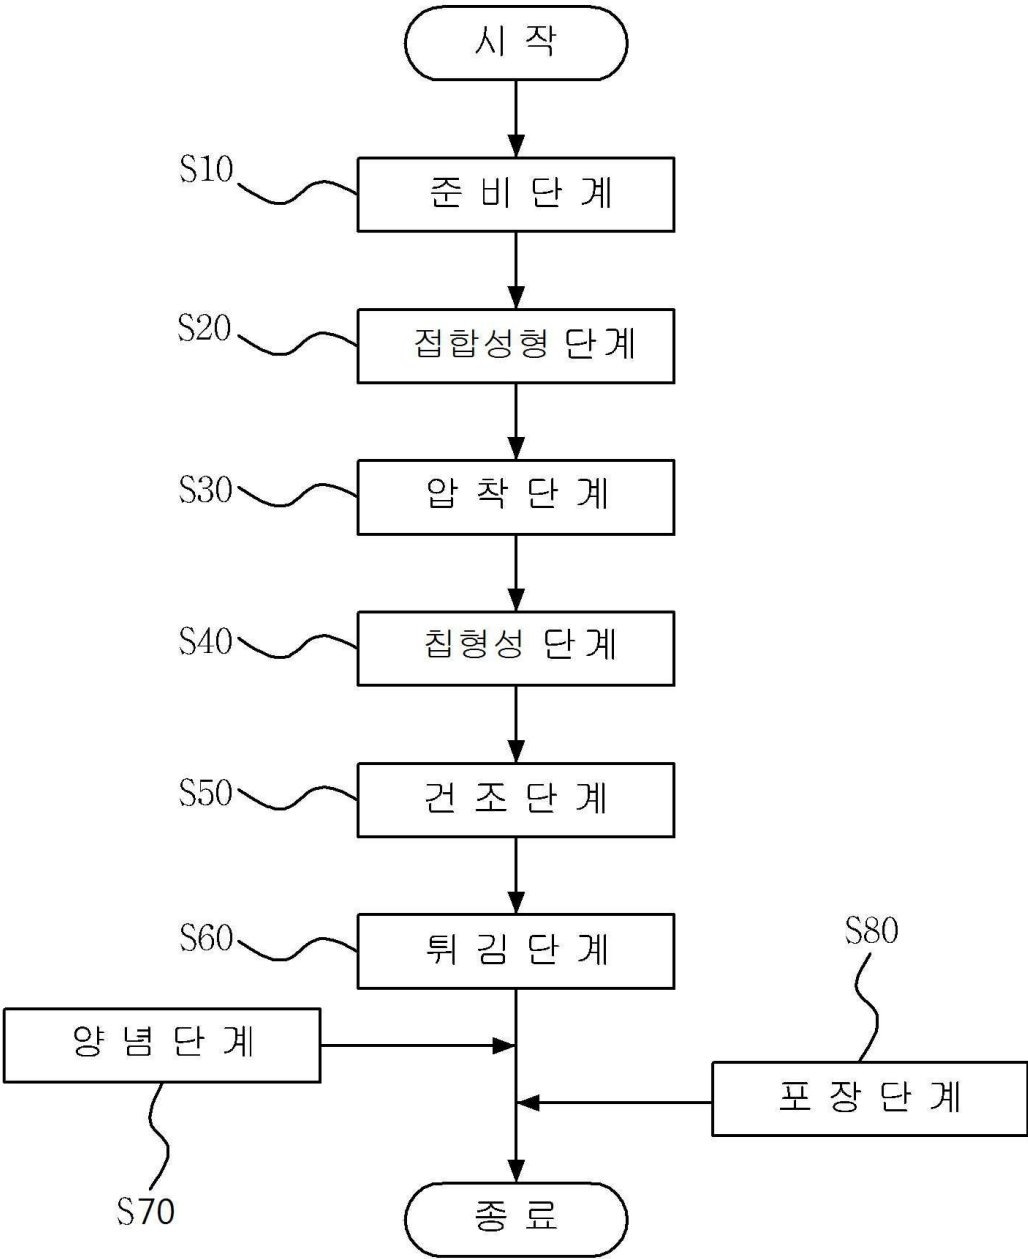 시 작
S10
준 비 단 계
S20
접합성형 단 계
S30
압 착 단 계
S40
칩형성 단 계
S50
건 조 단 계
S60
튀 김 단 계
S80
양 념 단 계
포 장 단 계
S70
종 료